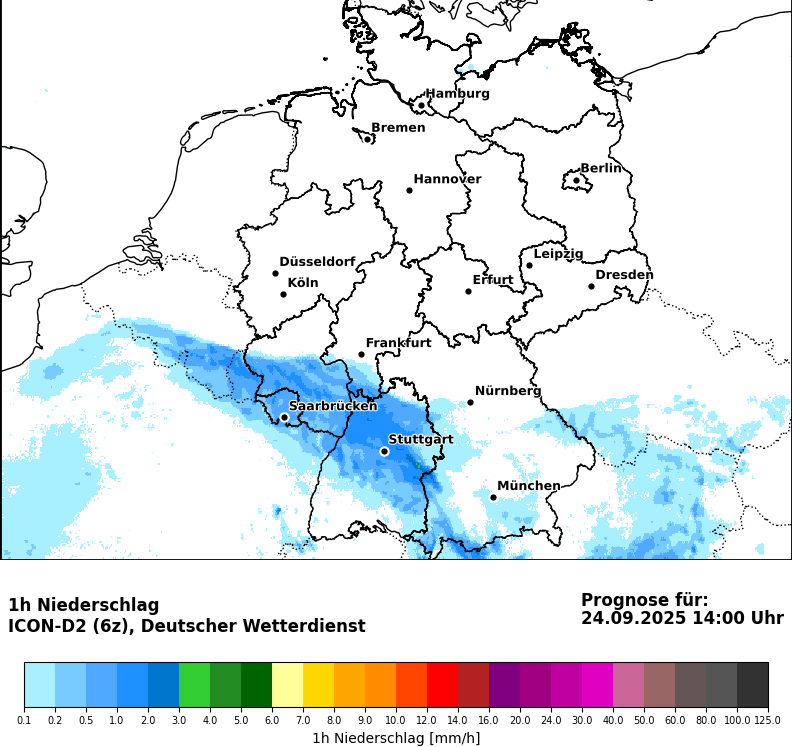 Hamburg
Bremen
Berlin
Hannover
Leipzig
Düsseldorf
Dresden
Köln
Erfurt
Frankfurt
Nürnberg
Saarbrücken
Stuttgart
München
1h Niederschlag
ICON-D2 (6z), Deutscher Wetterdienst
Prognose für:
24.09.2025 14:00 Uhr
0.1 0.2 0.5 1.0 2.0 3.0 4.0 5.0 6.0 7.0 8.0 9.0 10.0 12.0 14.0 16.0 20.0 24.0 30.0 40.0 50.0 60.0 80.0 100.0 125.0
1h Niederschlag [mm/h]